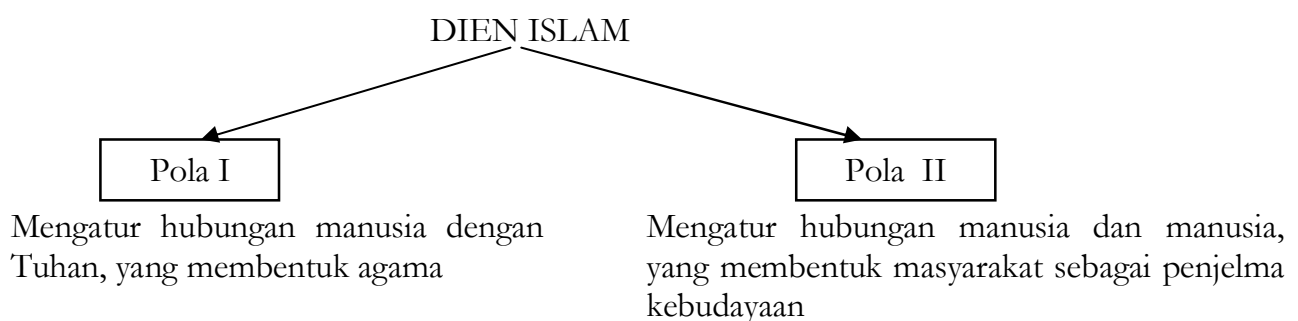 DIEN ISLAM
Pola I
Pola II
Mengatur hubungan manusia dengan
Tuhan, yang membentuk agama
Mengatur hubungan manusia dan manusia,
yang membentuk masyarakat sebagai penjelma
kebudayaan